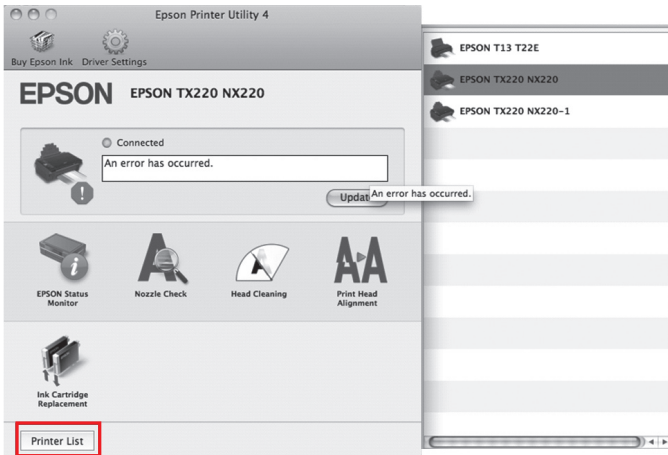 Epson Printer Utility 4
Buy Epson Ink Driver Settings
EPSON EPSON TX220 NX220
Connected
An error has occurred.
Updat
An error has occurred.
EPSON Status
Monitor
Nozzle Check
Head Cleaning
Print Head
Alignment
Ink Cartridge
Replacement
Printer List
EPSON T13 T22E
EPSON TX220 NX220
EPSON TX220 NX220-1